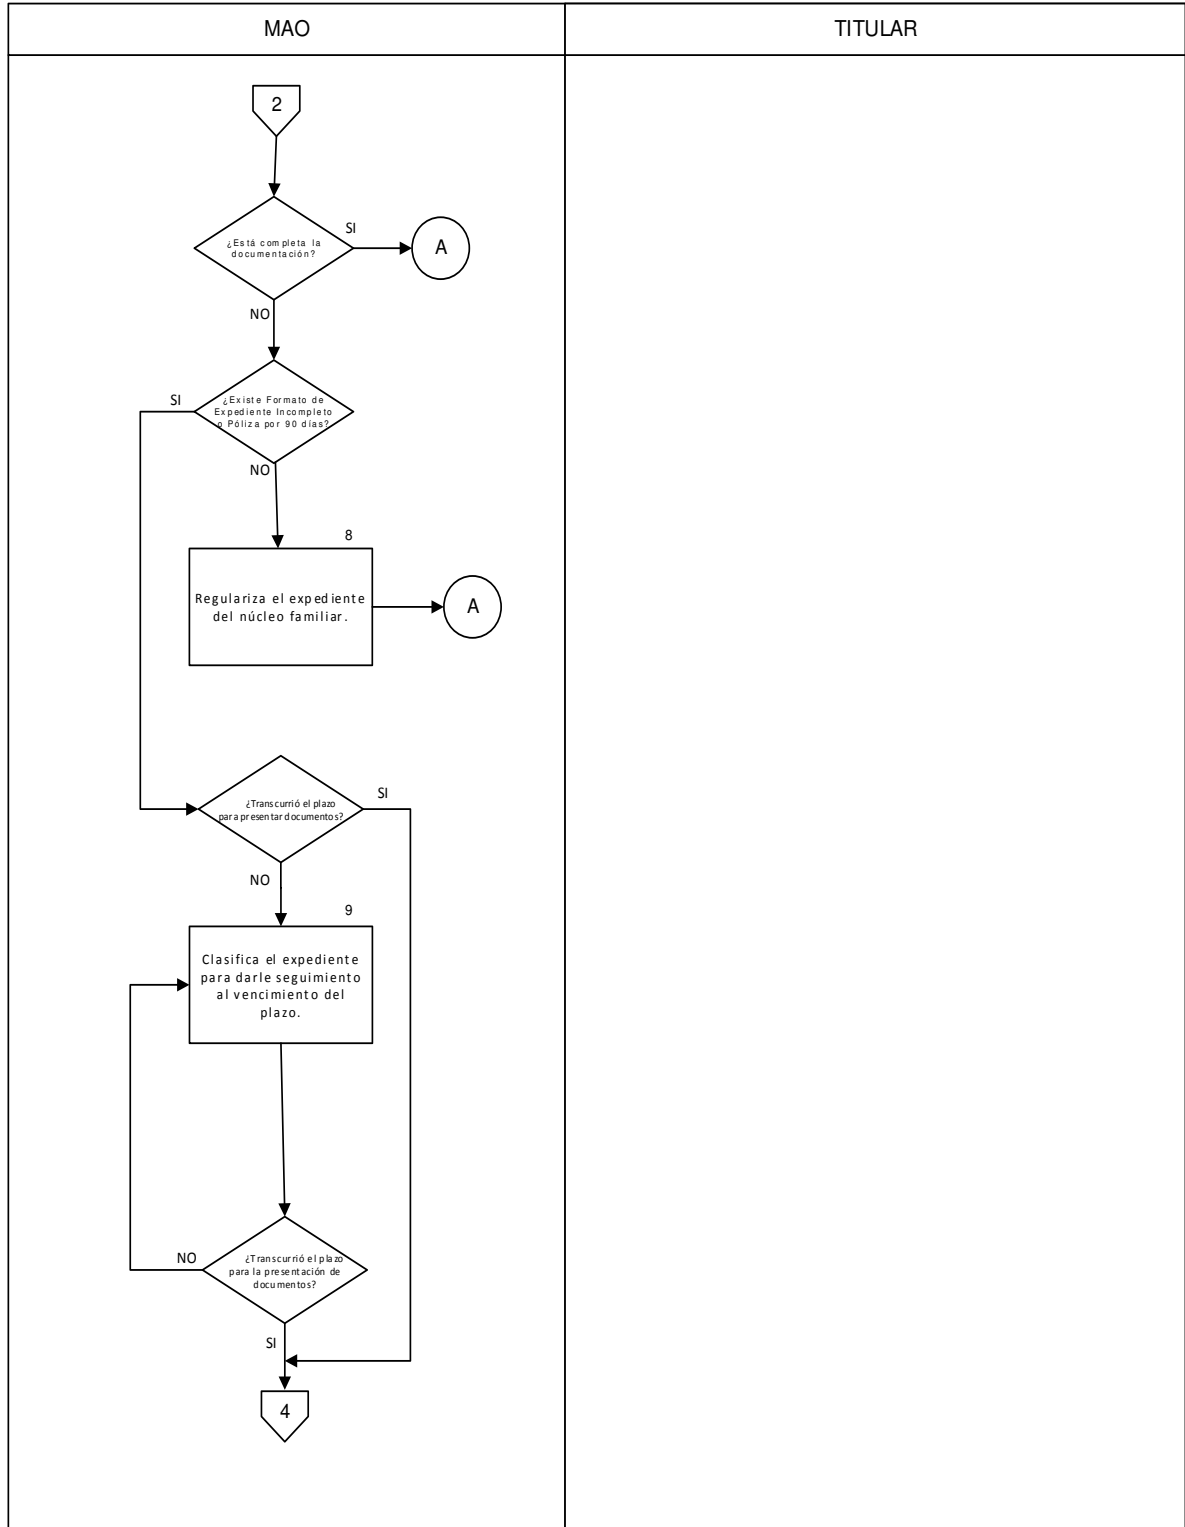 MAO
TITULAR
2
¿Está completa la
documentación?
SI
A
NO
¿Existe Formato de
Expediente Incompleto
o Póliza por 90 días?
SI
NO
8
Regulariza el expediente
del núcleo familiar.
A
¿Transcurrió el plazo
para presentar documentos?
SI
NO
9
Clasifica el expediente
para darle seguimiento
al vencimiento del
plazo.
¿Transcurrió el plazo
para la presentación de
documentos?
NO
SI
4